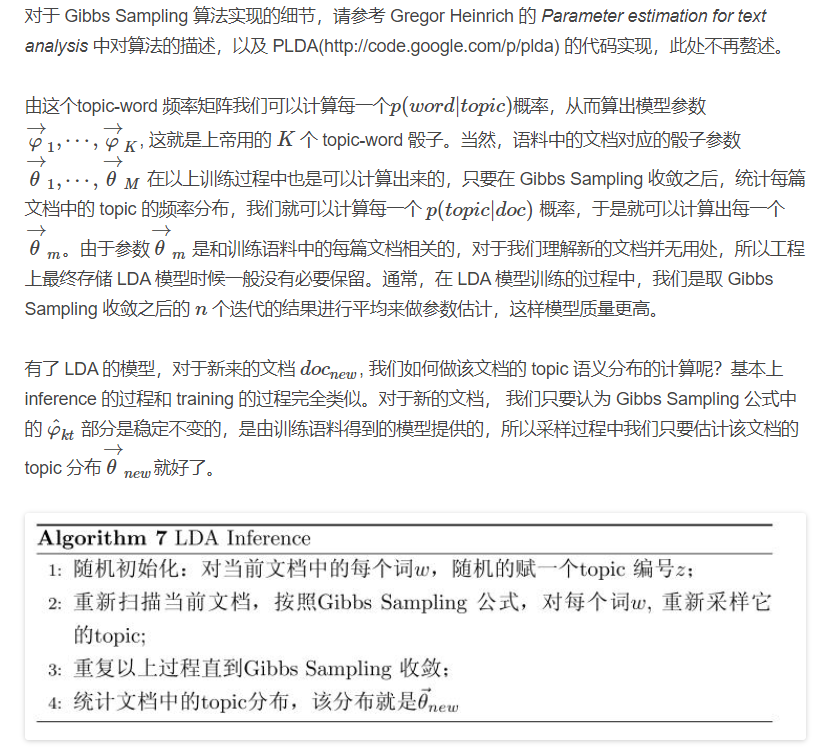 对于 Gibbs Sampling 算法实现的细节，请参考 Gregor Heinrich 的 Parameter estimation for text
analysis 中对算法的描述，以及 PLDA(http://code.google.com/p/plda) 的代码实现，此处不再赘述。
由这个topic-word 频率矩阵我们可以计算每一个p(word|topic)概率，从而算出模型参数
$\overrightarrow{\varphi}_1, \cdots, \overrightarrow{\varphi}_K$, 这就是上帝用的 K 个 topic-word 骰子。当然，语料中的文档对应的骰子参数
$\overrightarrow{\theta}_1, \cdots, \overrightarrow{\theta}_M$ 在以上训练过程中也是可以计算出来的，只要在 Gibbs Sampling 收敛之后，统计每篇
文档中的 topic 的频率分布，我们就可以计算每一个 p(topic|doc) 概率，于是就可以计算出每一个
$\overrightarrow{\theta}_m$。由于参数$\overrightarrow{\theta}_m$ 是和训练语料中的每篇文档相关的，对于我们理解新的文档并无用处，所以工程
上最终存储 LDA 模型时候一般没有必要保留。通常，在 LDA 模型训练的过程中，我们是取 Gibbs
Sampling 收敛之后的 n 个迭代的结果进行平均来做参数估计，这样模型质量更高。
有了 LDA 的模型，对于新来的文档 $doc_{new}$, 我们如何做该文档的 topic 语义分布的计算呢？基本上
inference 的过程和 training 的过程完全类似。对于新的文档， 我们只要认为 Gibbs Sampling 公式中
的 $\hat{\varphi}_{kt}$ 部分是稳定不变的，是由训练语料得到的模型提供的，所以采样过程中我们只要估计该文档的
topic 分布$\overrightarrow{\theta}_{new}$就好了。
Algorithm 7 LDA Inference
1: 随机初始化：对当前文档中的每个词w，随机的赋一个topic 编号z;
2: 重新扫描当前文档，按照Gibbs Sampling 公式，对每个词w, 重新采样它
的topic;
3: 重复以上过程直到Gibbs Sampling 收敛;
4: 统计文档中的topic分布，该分布就是$\vec{\theta}_{new}$